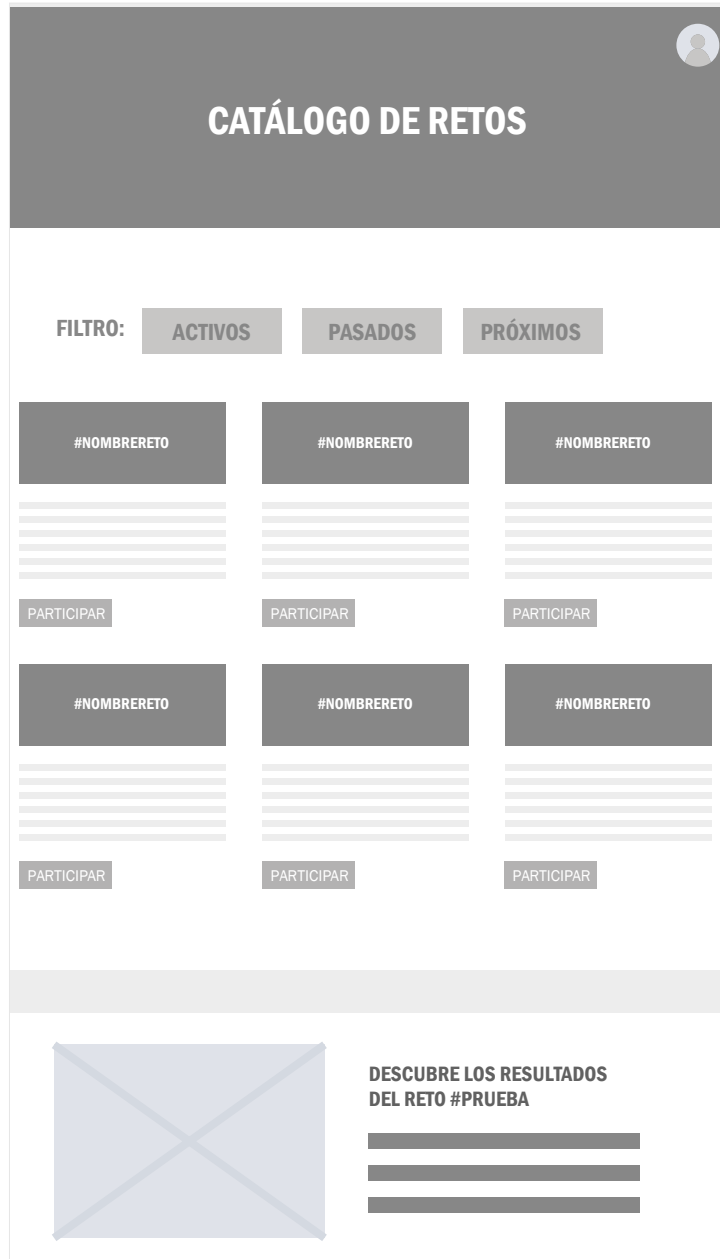 CATÁLOGO DE RETOS
FILTRO: ACTIVOS PASADOS PRÓXIMOS
#NOMBRERETO #NOMBRERETO #NOMBRERETO
PARTICIPAR PARTICIPAR PARTICIPAR
#NOMBRERETO #NOMBRERETO #NOMBRERETO
PARTICIPAR PARTICIPAR PARTICIPAR
DESCUBRE LOS RESULTADOS
DEL RETO #PRUEBA